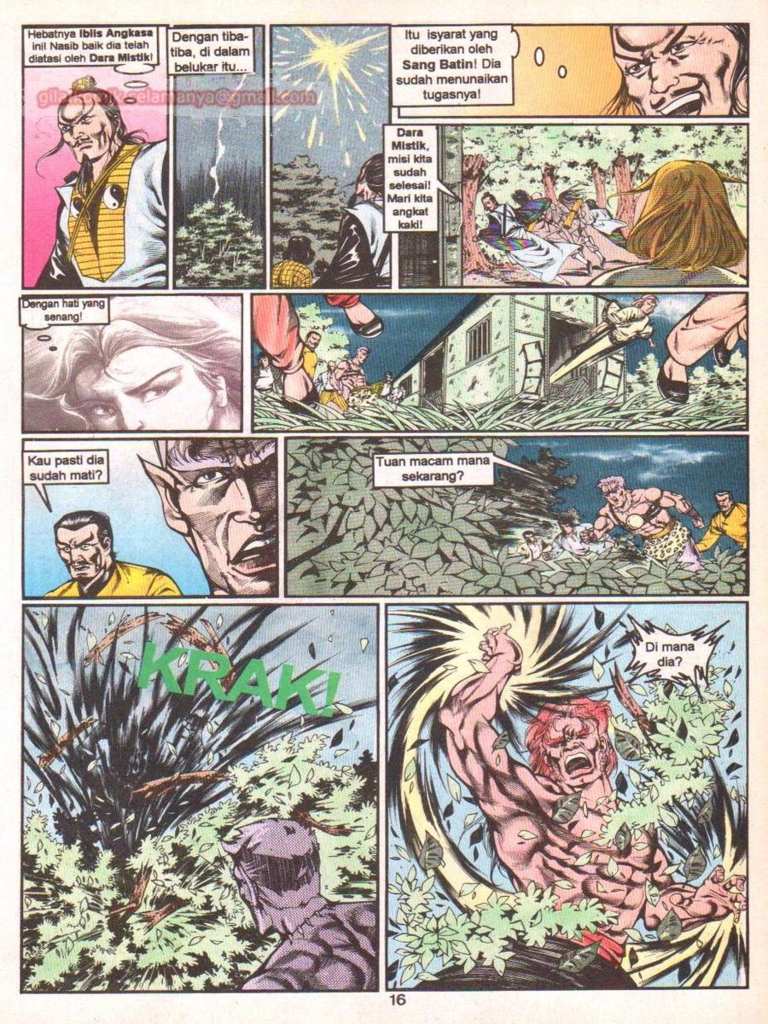 Hebatnya Iblis Angkasa
ini! Nasib baik dia telah
diatasi oleh Dara Mistik!
Dengan tiba-
tiba, di dalam
belukar itu...
Itu isyarat yang
diberikan oleh
Sang Batin! Dia
sudah menunaikan
tugasnya!
Dara
Mistik,
misi kita
sudah
selesai!
Mari kita
angkat
kaki!
Dengan hati yang
senang!
Kau pasti dia
sudah mati?
Tuan macam mana
sekarang?
KRAK!
Di mana
dia?
16